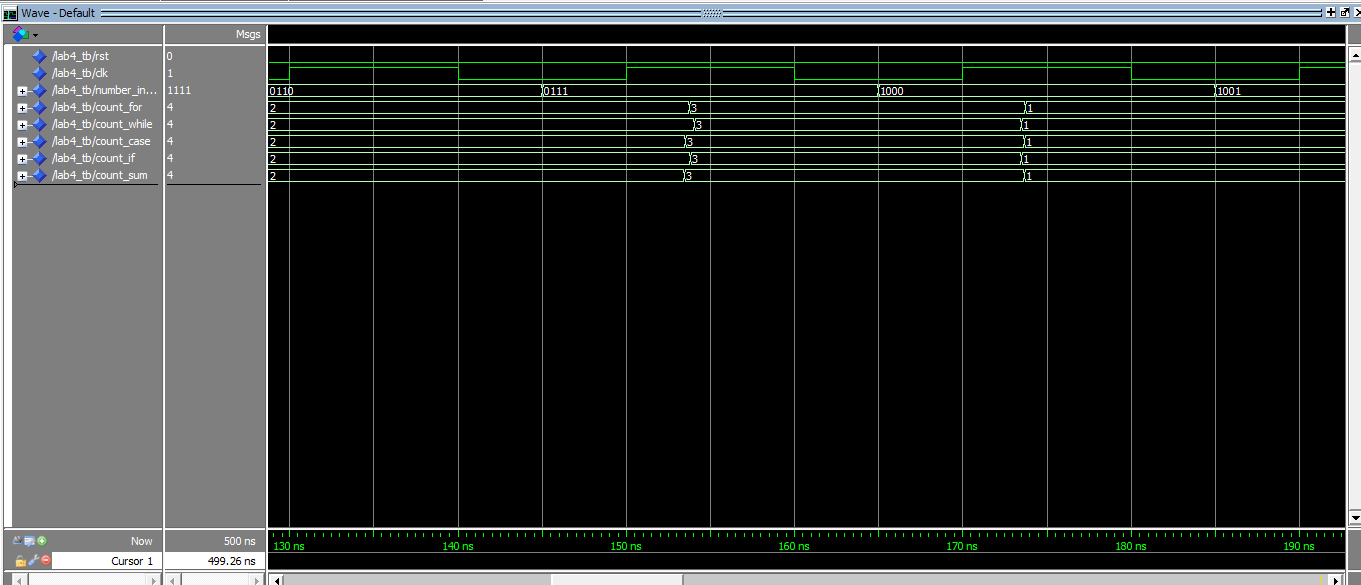 Wave - Default
Msgs
/lab4_tb/rst 0
/lab4_tb/clk 1
/lab4_tb/number_in... 1111 0110 0111 1000 1001
/lab4_tb/count_for 4 2 3 1
/lab4_tb/count_while 4 2 3 1
/lab4_tb/count_case 4 2 3 1
/lab4_tb/count_if 4 2 3 1
/lab4_tb/count_sum 4 2 3 1
Now 500 ns 130 ns 140 ns 150 ns 160 ns 170 ns 180 ns 190 ns
Cursor 1 499.26 ns